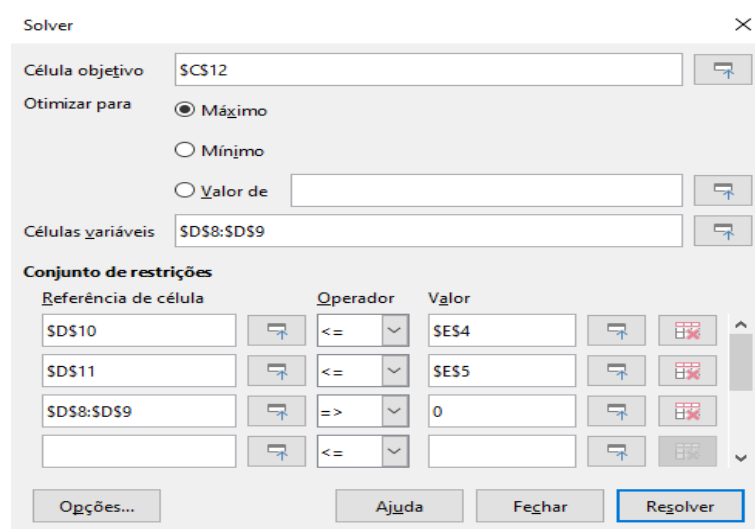 Solver
Célula objetivo $C$12
Otimizar para Máximo
Mínimo
Valor de
Células variáveis $D$8:$D$9
Conjunto de restrições
Referência de célula Operador Valor
$D$10 <= $E$4
$D$11 <= $E$5
$D$8:$D$9 => 0
<=
Opções... Ajuda Fechar Resolver